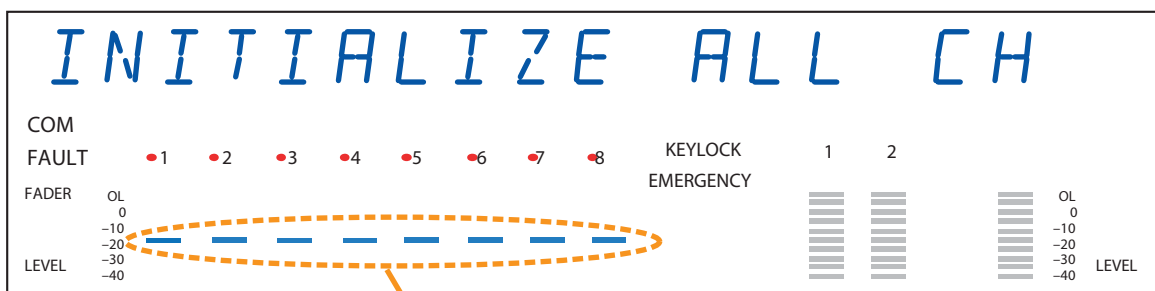 INITIALIZE ALL CH
COM
FAULT 1 2 3 4 5 6 7 8 KEYLOCK 1 2
EMERGENCY
FADER OL OL
0 0
−10 −10
−20 −20
−30 −30
LEVEL −40 −40 LEVEL